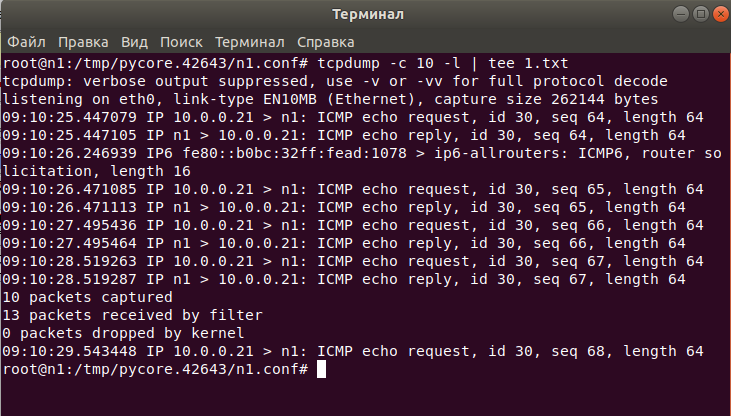 Терминал
Файл Правка Вид Поиск Терминал Справка
root@n1:/tmp/pycore.42643/n1.conf# tcpdump -c 10 -l | tee 1.txt
tcpdump: verbose output suppressed, use -v or -vv for full protocol decode
listening on eth0, link-type EN10MB (Ethernet), capture size 262144 bytes
09:10:25.447079 IP 10.0.0.21 > n1: ICMP echo request, id 30, seq 64, length 64
09:10:25.447105 IP n1 > 10.0.0.21: ICMP echo reply, id 30, seq 64, length 64
09:10:26.246939 IP6 fe80::b0bc:32ff:fead:1078 > ip6-allrouters: ICMP6, router so
licitation, length 16
09:10:26.471085 IP 10.0.0.21 > n1: ICMP echo request, id 30, seq 65, length 64
09:10:26.471113 IP n1 > 10.0.0.21: ICMP echo reply, id 30, seq 65, length 64
09:10:27.495436 IP 10.0.0.21 > n1: ICMP echo request, id 30, seq 66, length 64
09:10:27.495464 IP n1 > 10.0.0.21: ICMP echo reply, id 30, seq 66, length 64
09:10:28.519263 IP 10.0.0.21 > n1: ICMP echo request, id 30, seq 67, length 64
09:10:28.519287 IP n1 > 10.0.0.21: ICMP echo reply, id 30, seq 67, length 64
10 packets captured
13 packets received by filter
0 packets dropped by kernel
09:10:29.543448 IP 10.0.0.21 > n1: ICMP echo request, id 30, seq 68, length 64
root@n1:/tmp/pycore.42643/n1.conf#